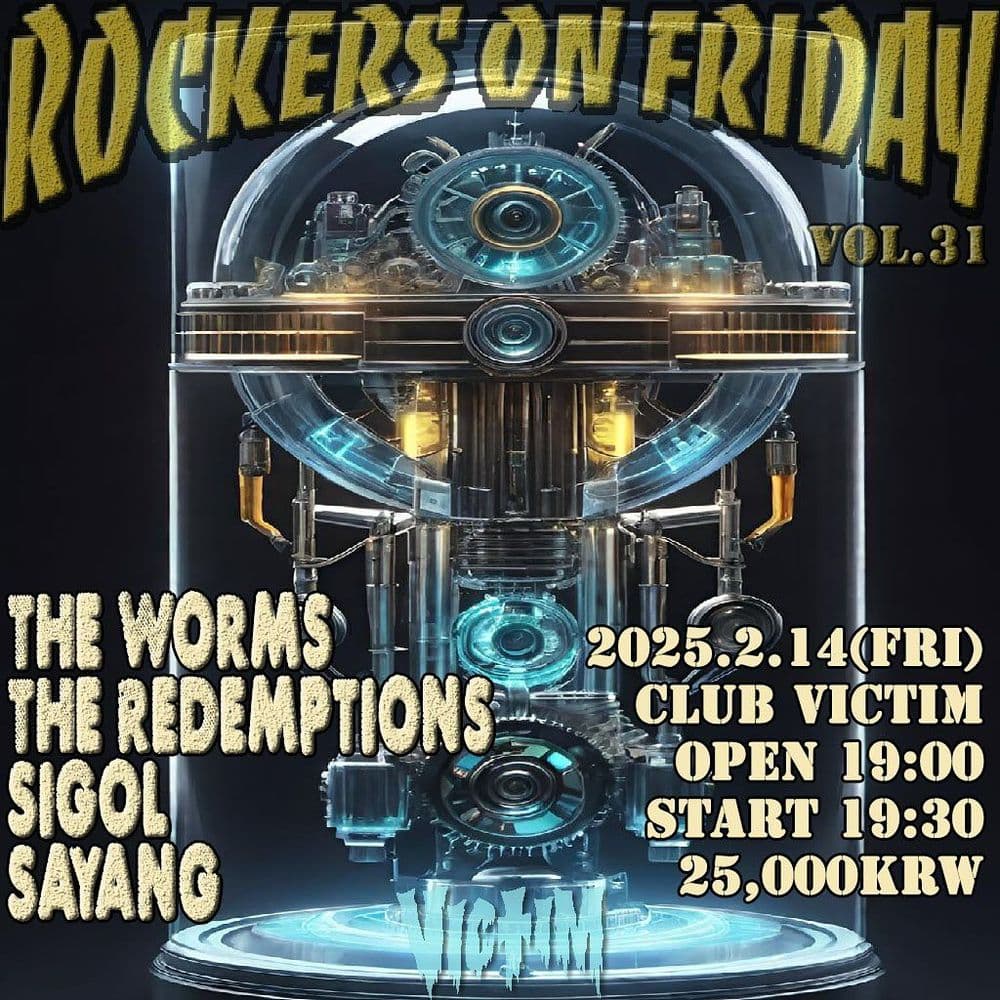 ROCKERS ON FRIDAY
VOL.31
THE WORMS
THE REDEMPTIONS
SIGOL
SAYANG
2025.2.14(FRI)
CLUB VICTIM
OPEN 19:00
START 19:30
25,000KRW
VICTIM